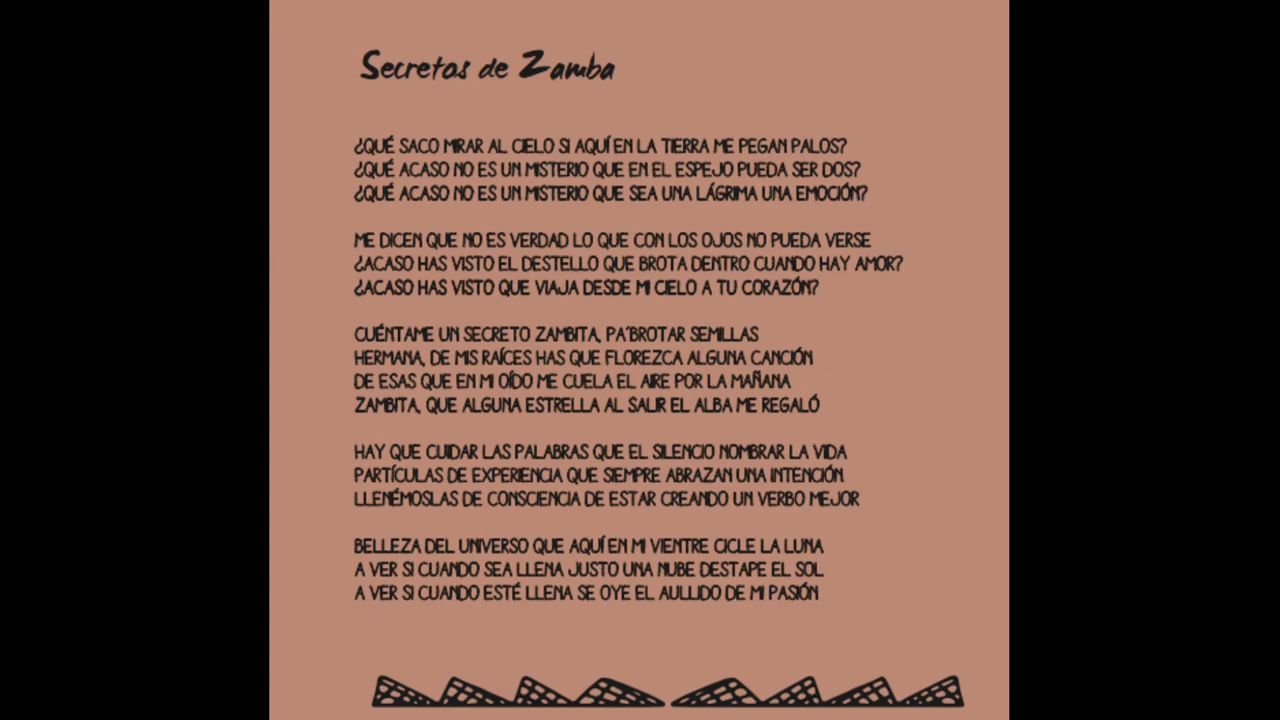 Secretos de Zamba
¿QUÉ SACO MIRAR AL CIELO SI AQUÍ EN LA TIERRA ME PEGAN PALOS?
¿QUÉ ACASO NO ES UN MISTERIO QUE EN EL ESPEJO PUEDA SER DOS?
¿QUÉ ACASO NO ES UN MISTERIO QUE SEA UNA LÁGRIMA UNA EMOCIÓN?
ME DICEN QUE NO ES VERDAD LO QUE CON LOS OJOS NO PUEDA VERSE
¿ACASO HAS VISTO EL DESTELLO QUE BROTA DENTRO CUANDO HAY AMOR?
¿ACASO HAS VISTO QUE VIAJA DESDE MI CIELO A TU CORAZÓN?
CUÉNTAME UN SECRETO ZAMBITA, PA'BROTAR SEMILLAS
HERMANA, DE MIS RAÍCES HAS QUE FLOREZCA ALGUNA CANCIÓN
DE ESAS QUE EN MI OÍDO ME CUELA EL AIRE POR LA MAÑANA
ZAMBITA, QUE ALGUNA ESTRELLA AL SALIR EL ALBA ME REGALÓ
HAY QUE CUIDAR LAS PALABRAS QUE EL SILENCIO NOMBRAR LA VIDA
PARTÍCULAS DE EXPERIENCIA QUE SIEMPRE ABRAZAN UNA INTENCIÓN
LLENÉMOSLAS DE CONSCIENCIA DE ESTAR CREANDO UN VERBO MEJOR
BELLEZA DEL UNIVERSO QUE AQUÍ EN MI VIENTRE CICLE LA LUNA
A VER SI CUANDO SEA LLENA JUSTO UNA NUBE DESTAPE EL SOL
A VER SI CUANDO ESTÉ LLENA SE OYE EL AULLIDO DE MI PASIÓN